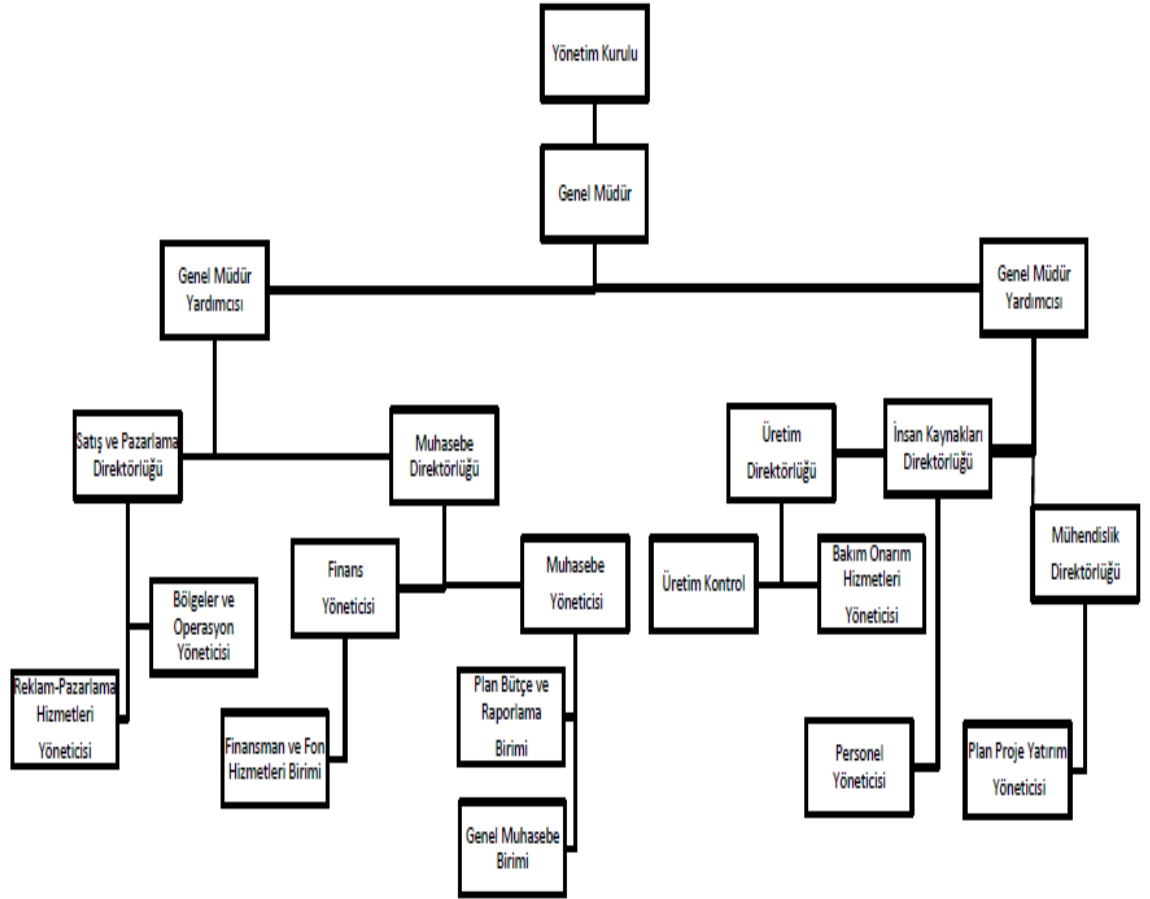 Yönetim Kurulu
Genel Müdür
Genel Müdür
Yardımcısı
Genel Müdür
Yardımcısı
Satış ve Pazarlama
Direktörlüğü
Muhasebe
Direktörlüğü
Üretim
Direktörlüğü
İnsan Kaynakları
Direktörlüğü
Mühendislik
Direktörlüğü
Finans
Yöneticisi
Muhasebe
Yöneticisi
Üretim Kontrol
Bakım Onarım
Hizmetleri
Yöneticisi
Bölgeler ve
Operasyon
Yöneticisi
Reklam-Pazarlama
Hizmetleri
Yöneticisi
Finansman ve Fon
Hizmetleri Birimi
Plan Bütçe ve
Raporlama
Birimi
Personel
Yöneticisi
Plan Proje Yatırım
Yöneticisi
Genel Muhasebe
Birimi